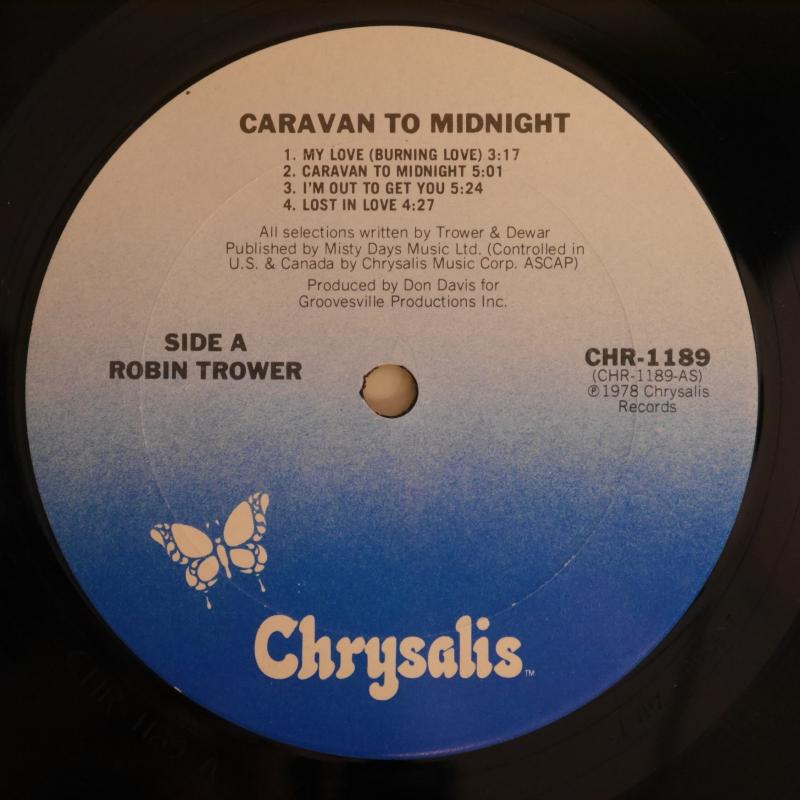 CARAVAN TO MIDNIGHT
1. MY LOVE (BURNING LOVE) 3:17
2. CARAVAN TO MIDNIGHT 5:01
3. I'M OUT TO GET YOU 5:24
4. LOST IN LOVE 4:27
All selections written by Trower & Dewar
Published by Misty Days Music Ltd. (Controlled in
U.S. & Canada by Chrysalis Music Corp. ASCAP)
Produced by Don Davis for
Groovesville Productions Inc.
SIDE A
ROBIN TROWER
CHR-1189
(CHR-1189-AS)
℗ 1978 Chrysalis
Records
Chrysalis™